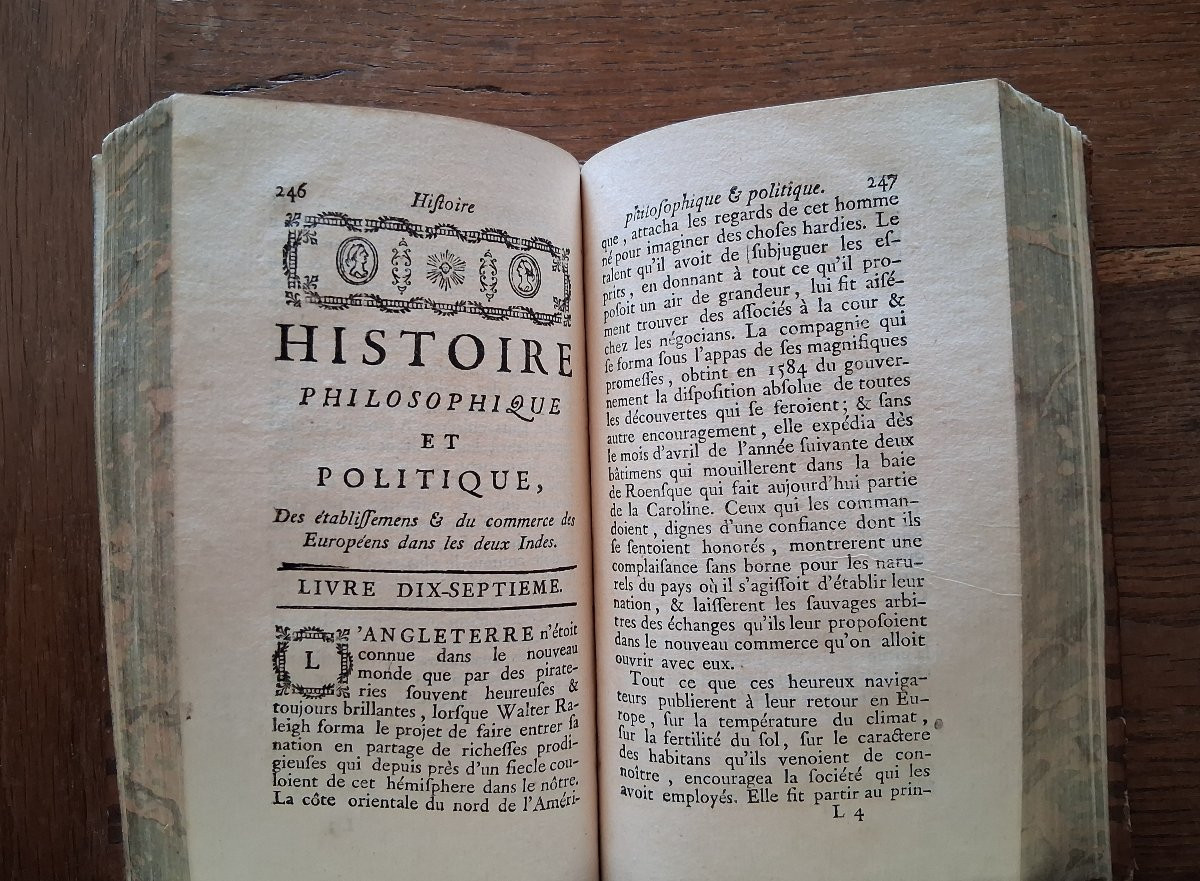 246
Hiſtoire
HISTOIRE
PHILOSOPHIQUE
ET
POLITIQUE,
Des établiſſemens & du commerce des
Européens dans les deux Indes.
LIVRE DIX-SEPTIEME.
L'ANGLETERRE n'étoit
connue dans le nouveau
monde que par des pirate-
ries ſouvent heureuſes &
toujours brillantes, lorſque Walter Ra-
leigh forma le projet de faire entrer ſa
nation en partage de richeſſes prodi-
gieuſes qui depuis près d'un ſiecle cou-
loient de cet hémiſphere dans le nôtre.
La côte orientale du nord de l'Améri-
philoſophique & politique. 247
que, attacha les regards de cet homme
né pour imaginer des choſes hardies. Le
talent qu'il avoit de ſubjuguer les eſ-
prits, en donnant à tout ce qu'il pro-
poſoit un air de grandeur, lui fit aiſé-
ment trouver des aſſociés à la cour &
chez les négocians. La compagnie qui
ſe forma ſous l'appas de ſes magnifiques
promeſſes, obtint en 1584 du gouver-
nement la diſpoſition abſolue de toutes
les découvertes qui ſe feroient; & ſans
autre encouragement, elle expédia dès
le mois d'avril de l'année ſuivante deux
bâtimens qui mouillerent dans la baie
de Roenſque qui fait aujourd'hui partie
de la Caroline. Ceux qui les comman-
doient, dignes d'une confiance dont ils
ſe ſentoient honorés, montrerent une
complaiſance ſans borne pour les natu-
rels du pays où il s'agiſſoit d'établir leur
nation, & laiſſerent les ſauvages arbi-
tres des échanges qu'ils leur propoſoient
dans le nouveau commerce qu'on alloit
ouvrir avec eux.
Tout ce que ces heureux naviga-
teurs publierent à leur retour en Eu-
rope, ſur la température du climat,
ſur la fertilité du ſol, ſur le caractere
des habitans qu'ils venoient de con-
noître, encouragea la ſociété qui les
avoit employés. Elle fit partir au prin-
L 4